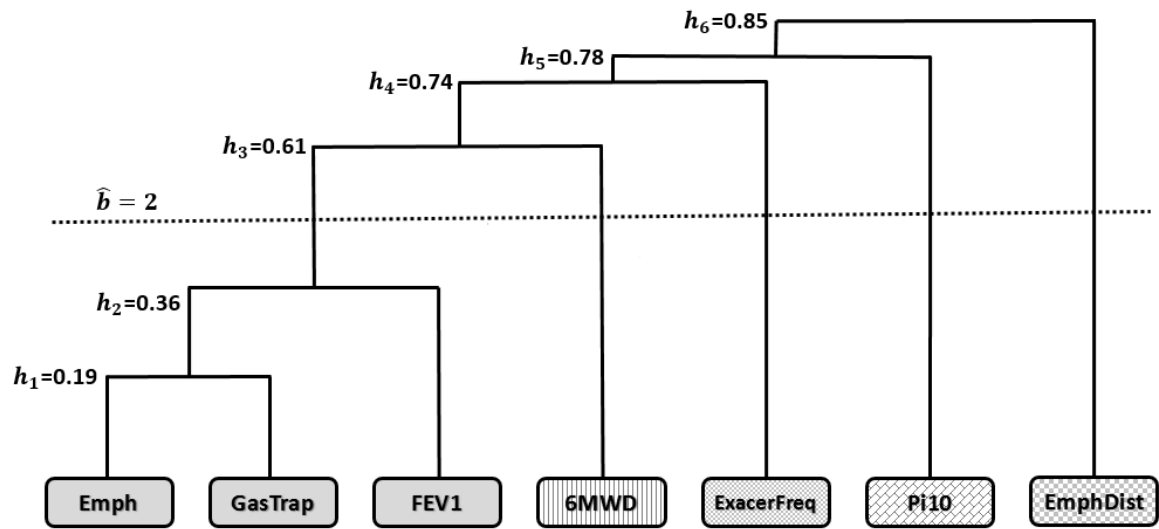 h₆=0.85
h₅=0.78
h₄=0.74
h₃=0.61
b̂ = 2
h₂=0.36
h₁=0.19
Emph GasTrap FEV1 6MWD ExacerFreq Pi10 EmphDist